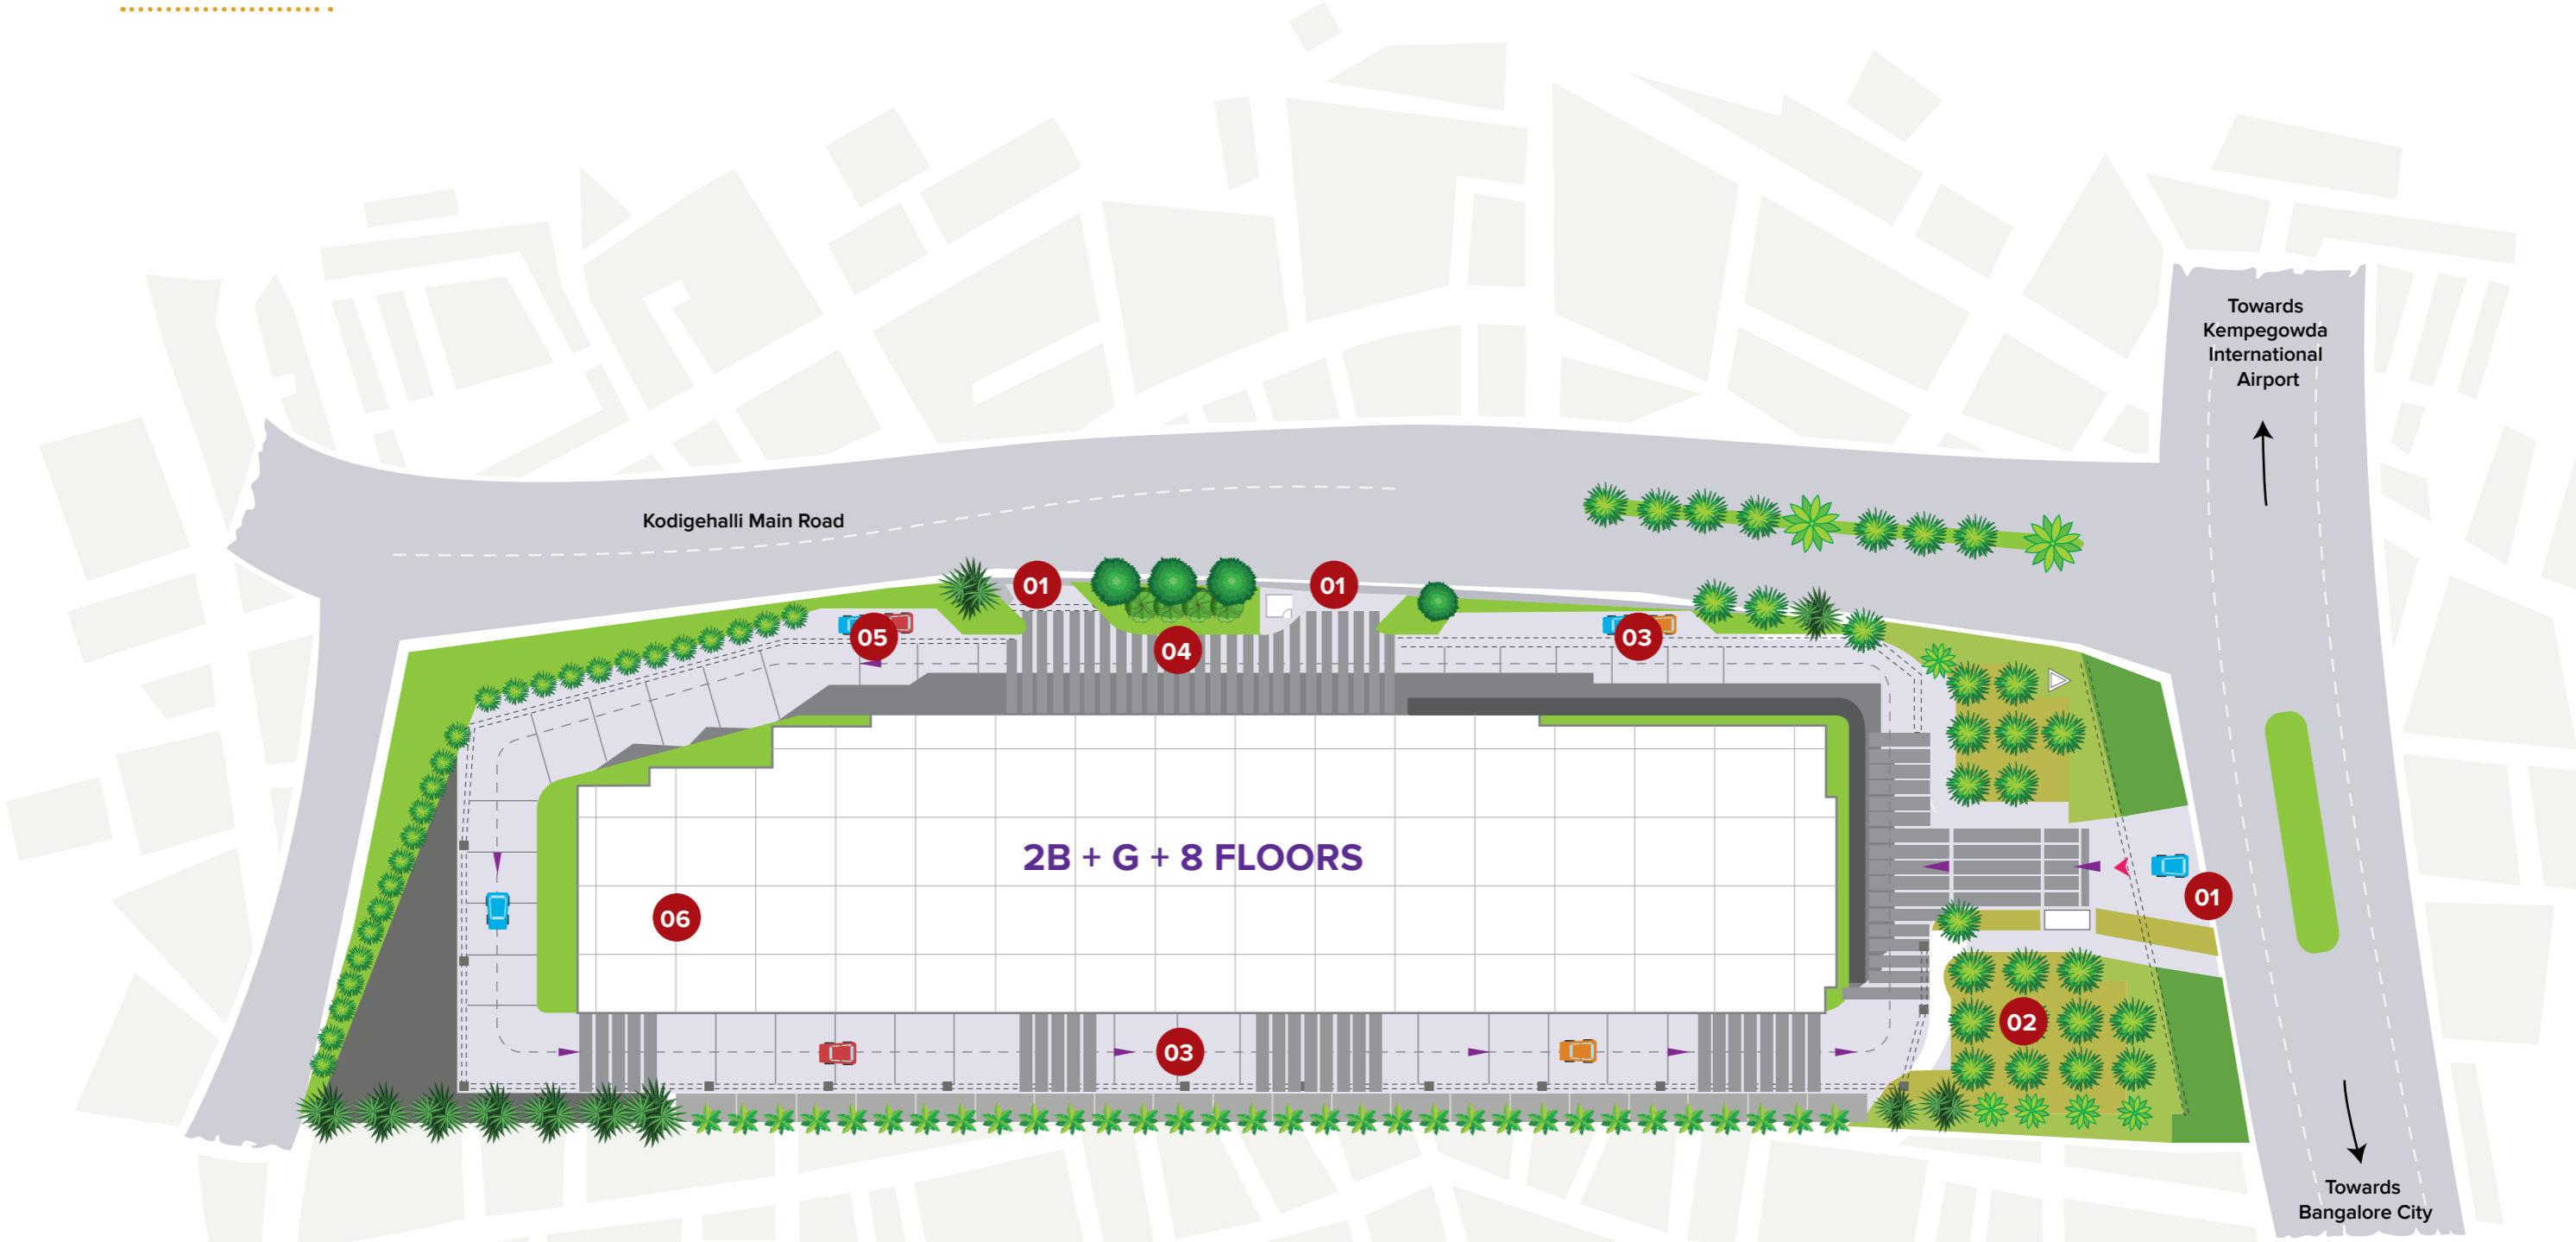 Towards
Kempegowda
International
Airport
Kodigehalli Main Road
01
01
05
03
04
2B + G + 8 FLOORS
06
01
02
03
Towards
Bangalore City